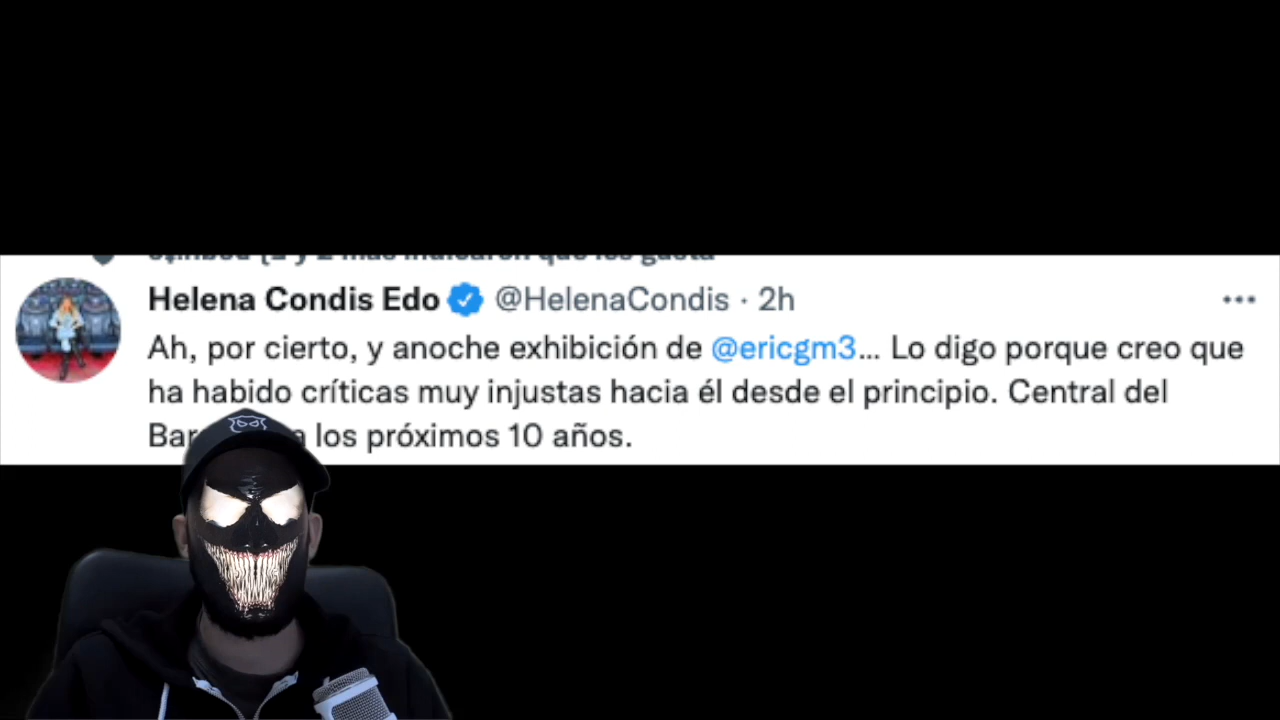 Helena Condis Edo @HelenaCondis · 2h
Ah, por cierto, y anoche exhibición de @ericgm3... Lo digo porque creo que
ha habido críticas muy injustas hacia él desde el principio. Central del
los próximos 10 años.